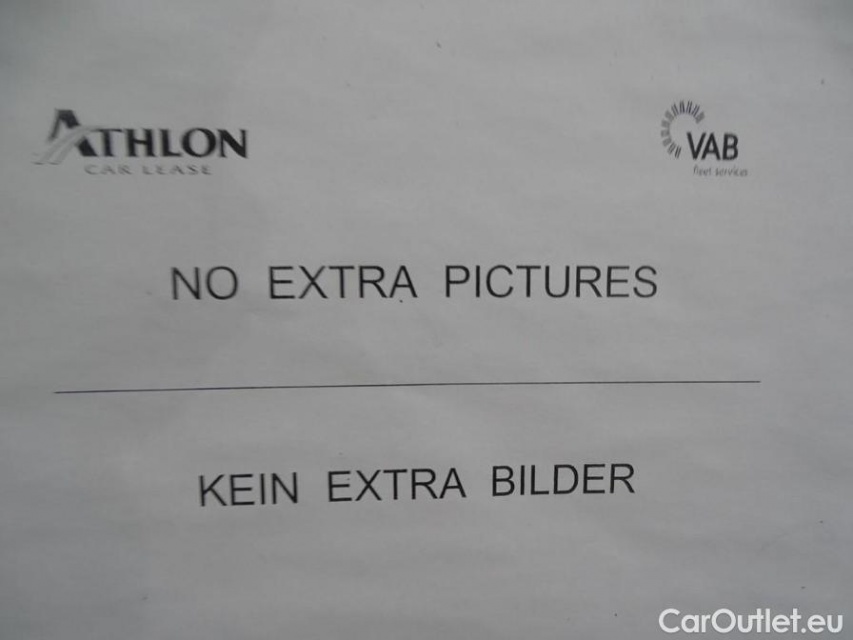 ATHLON
CAR LEASE
VAB
fleet services
NO EXTRA PICTURES
KEIN EXTRA BILDER
CarOutlet.eu